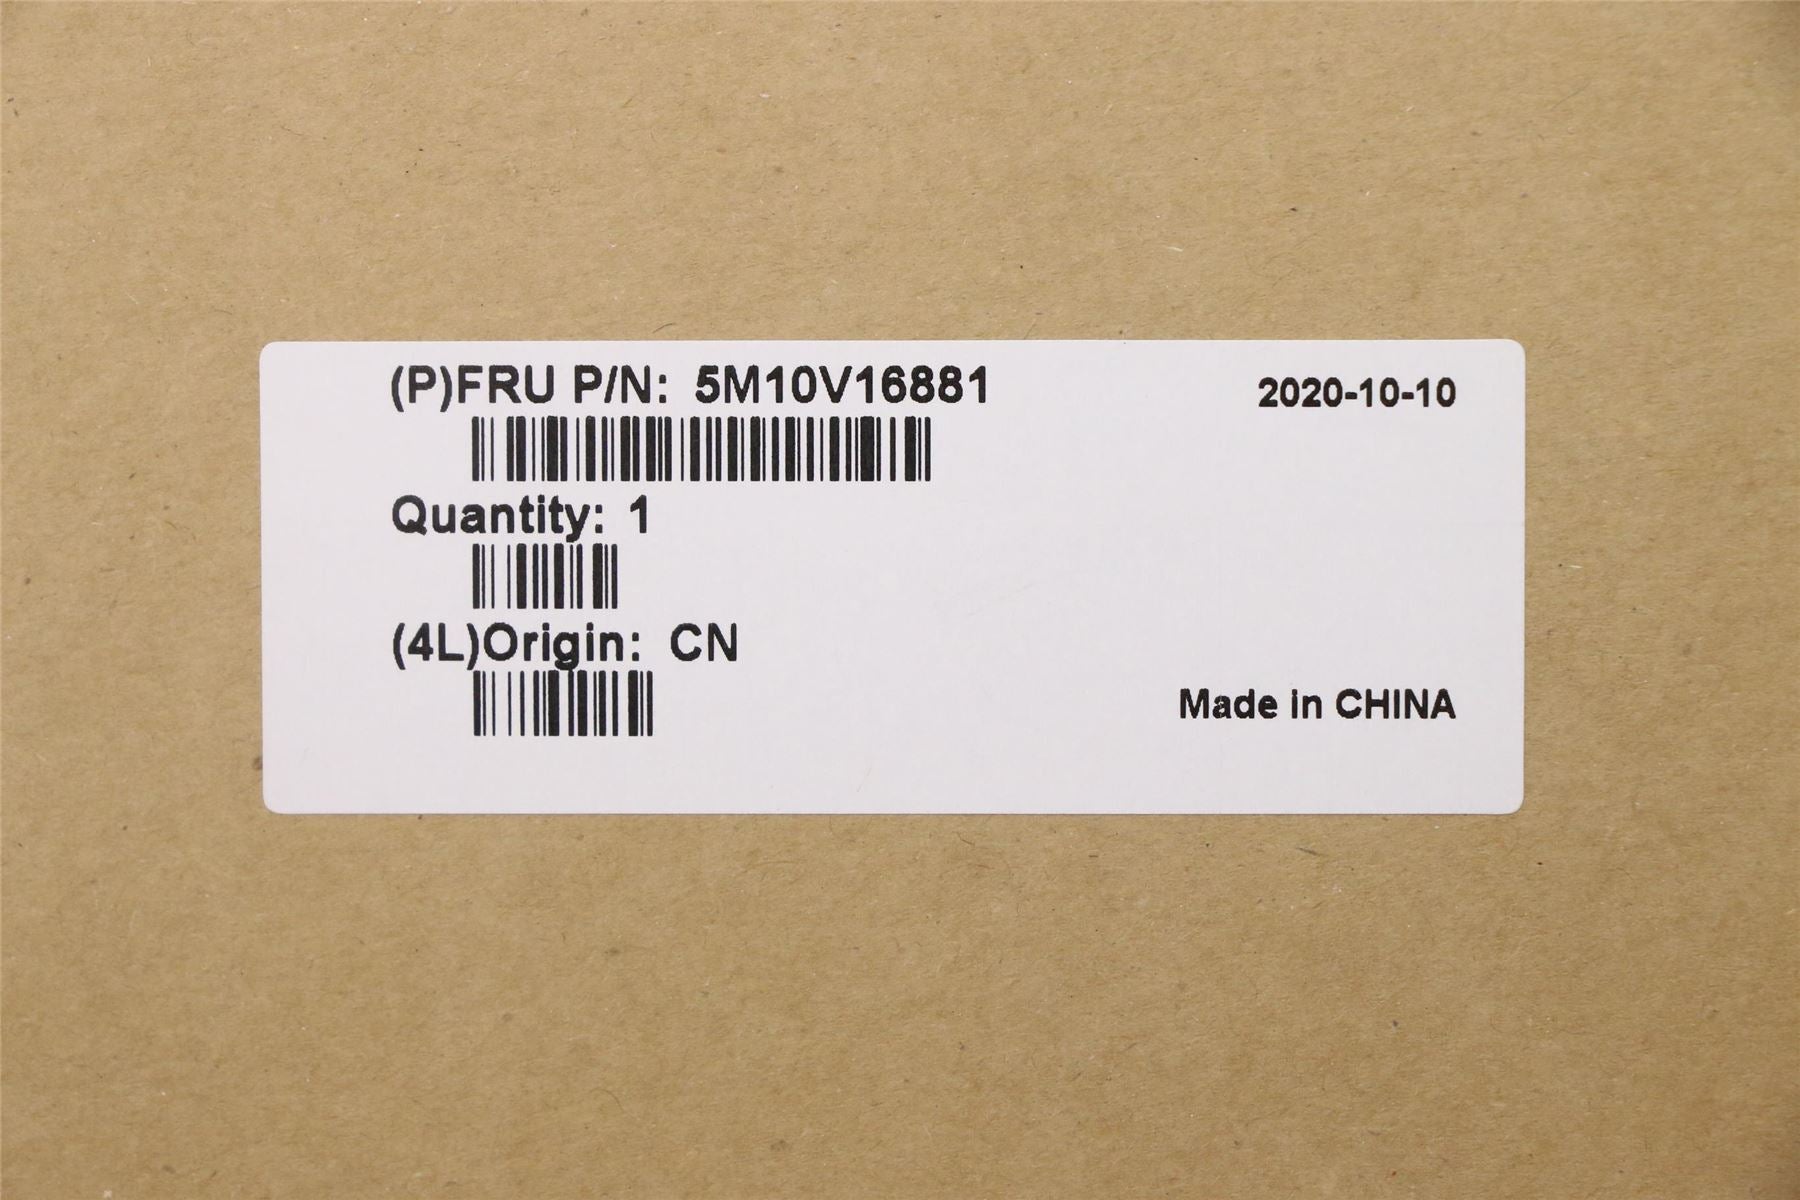 (P)FRU P/N: 5M10V16881
2020-10-10
Quantity: 1
(4L)Origin: CN
Made in CHINA